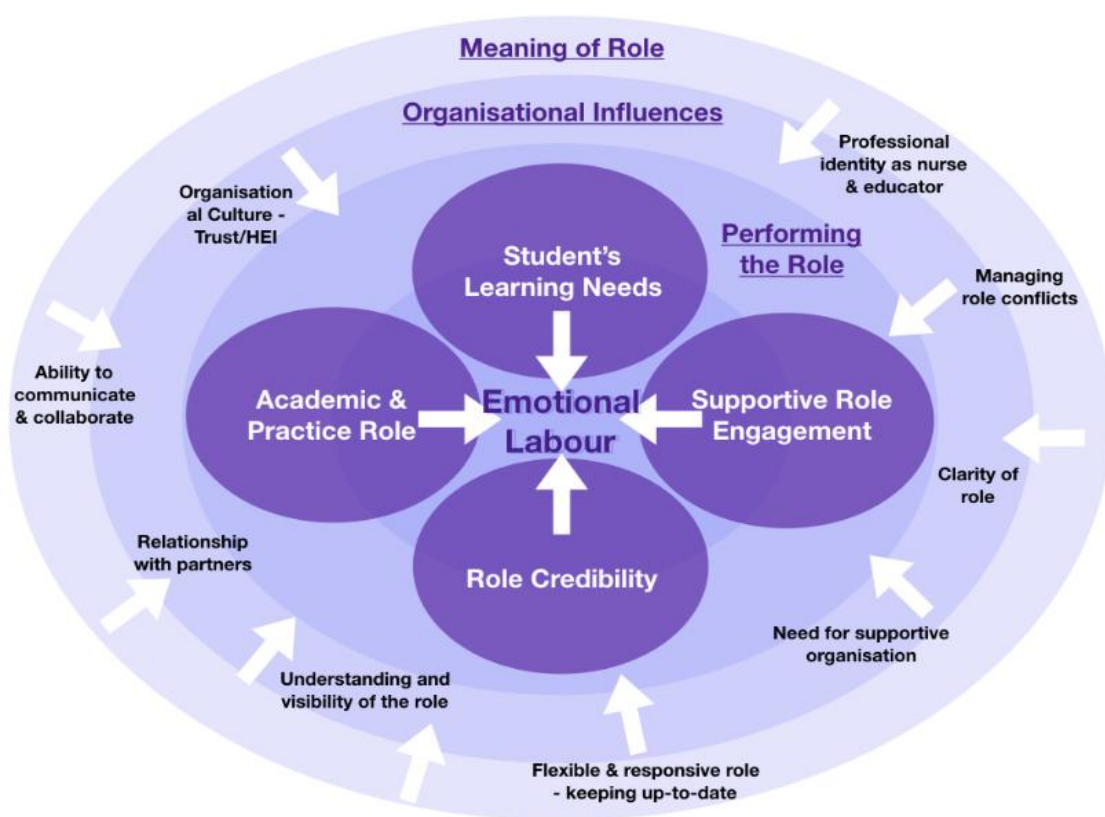 Meaning of Role
Organisational Influences
Professional
identity as nurse
& educator
Organisation
al Culture -
Trust/HEI
Performing
the Role
Student's
Learning Needs
Managing
role conflicts
Ability to
communicate
& collaborate
Academic &
Practice Role
Emotional
Labour
Supportive Role
Engagement
Clarity of
role
Relationship
with partners
Role Credibility
Need for supportive
organisation
Understanding and
visibility of the role
Flexible & responsive role
- keeping up-to-date